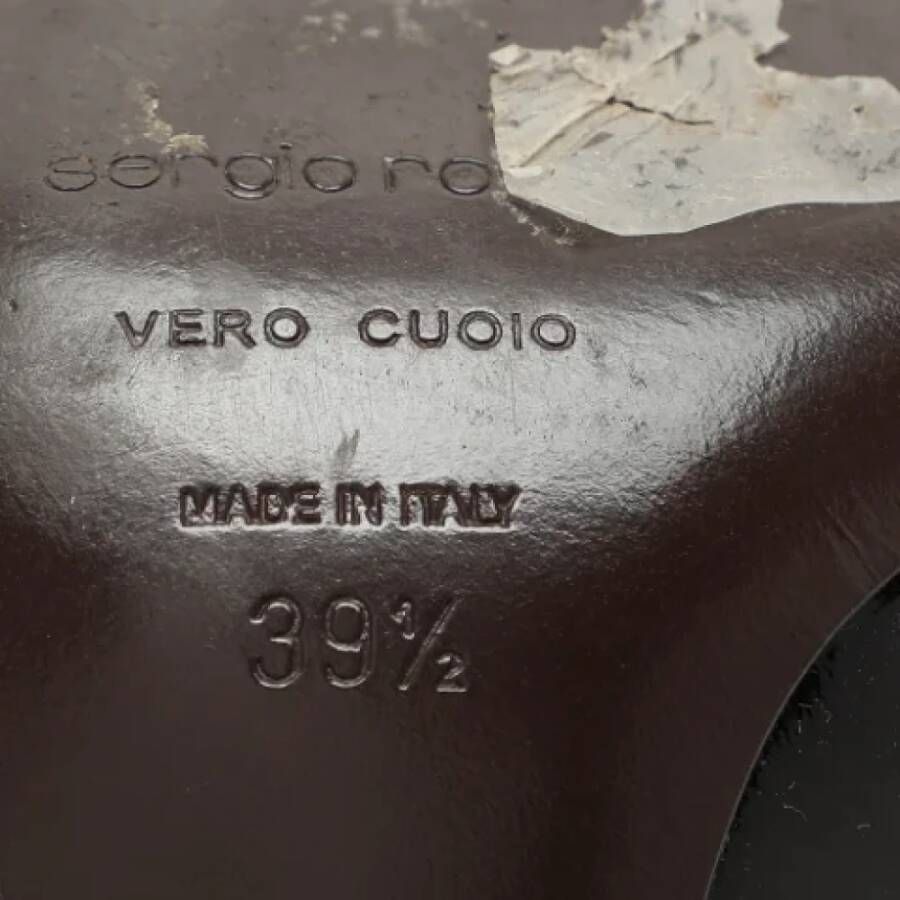 sergio ro
VERO CUOIO
MADE IN ITALY
39½